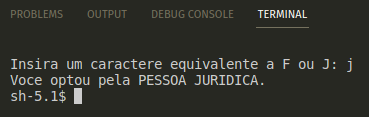 PROBLEMS OUTPUT DEBUG CONSOLE TERMINAL
Insira um caractere equivalente a F ou J: j
Voce optou pela PESSOA JURIDICA.
sh-5.1$